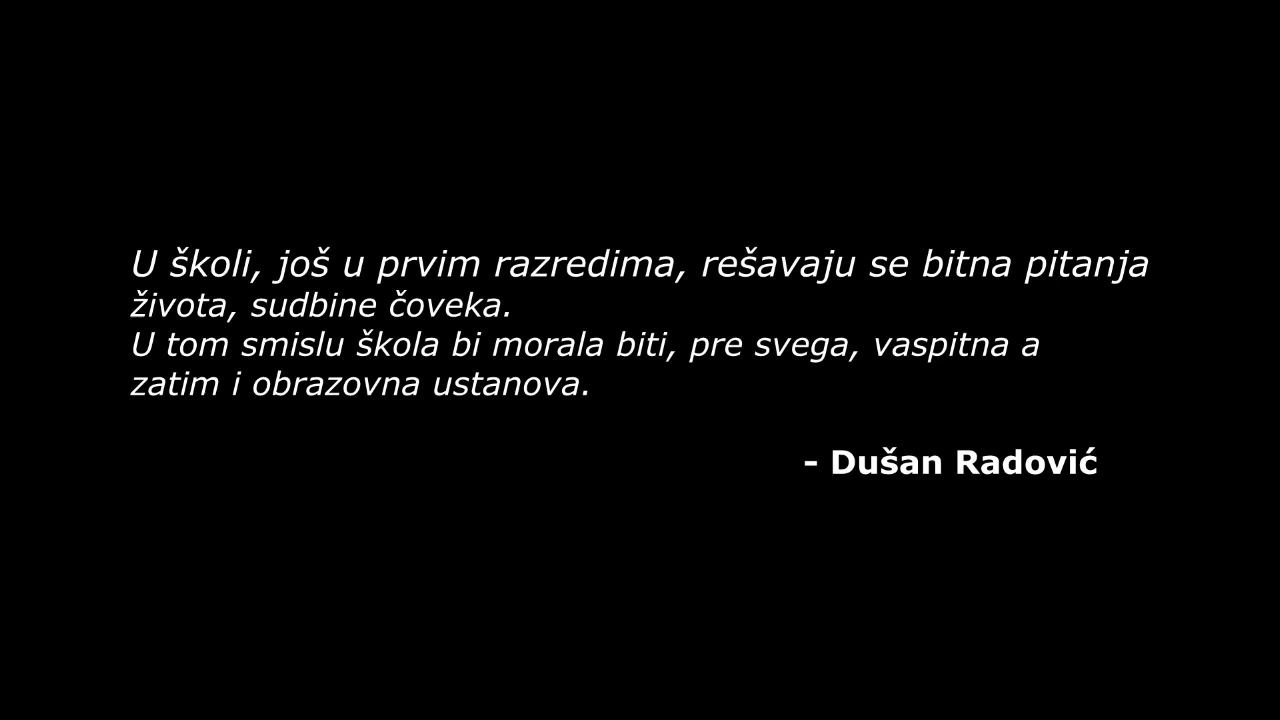 U školi, još u prvim razredima, rešavaju se bitna pitanja
života, sudbine čoveka.
U tom smislu škola bi morala biti, pre svega, vaspitna a
zatim i obrazovna ustanova.
- Dušan Radović